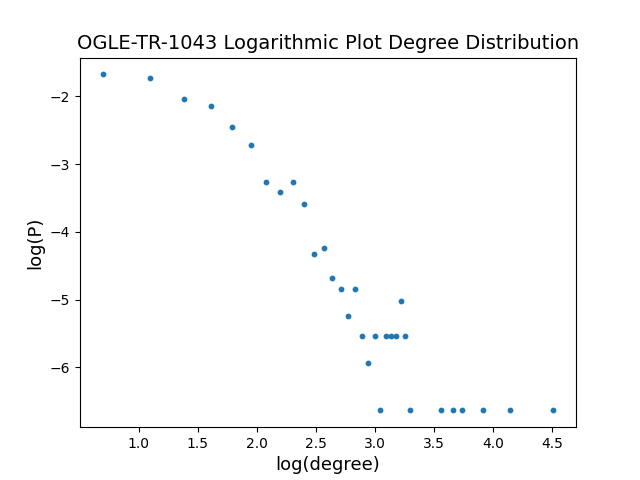 OGLE-TR-1043 Logarithmic Plot Degree Distribution
log(P)
−2
−3
−4
−5
−6
1.0 1.5 2.0 2.5 3.0 3.5 4.0 4.5
log(degree)